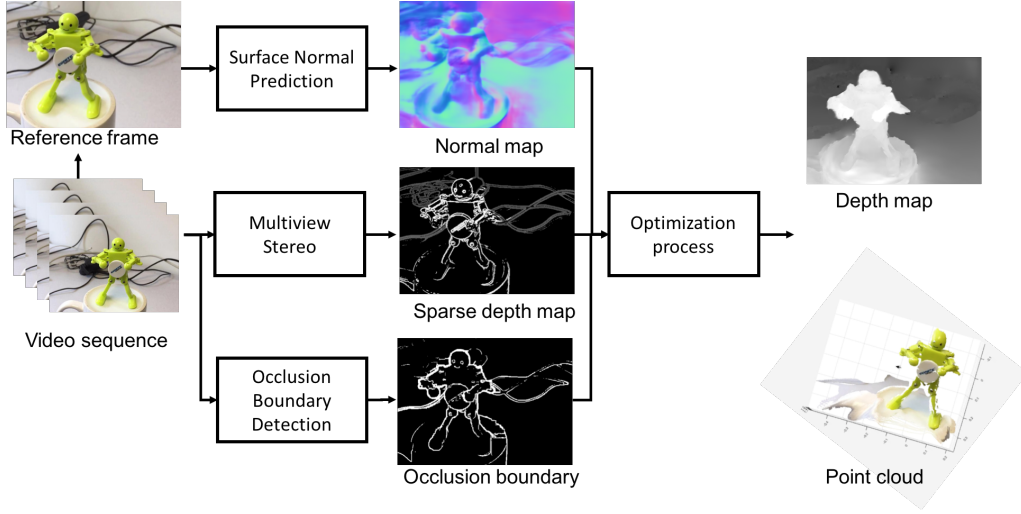 Surface Normal
Prediction
Reference frame
Normal map
Multiview
Stereo
Optimization
process
Depth map
Sparse depth map
Video sequence
Occlusion
Boundary
Detection
Occlusion boundary
Point cloud